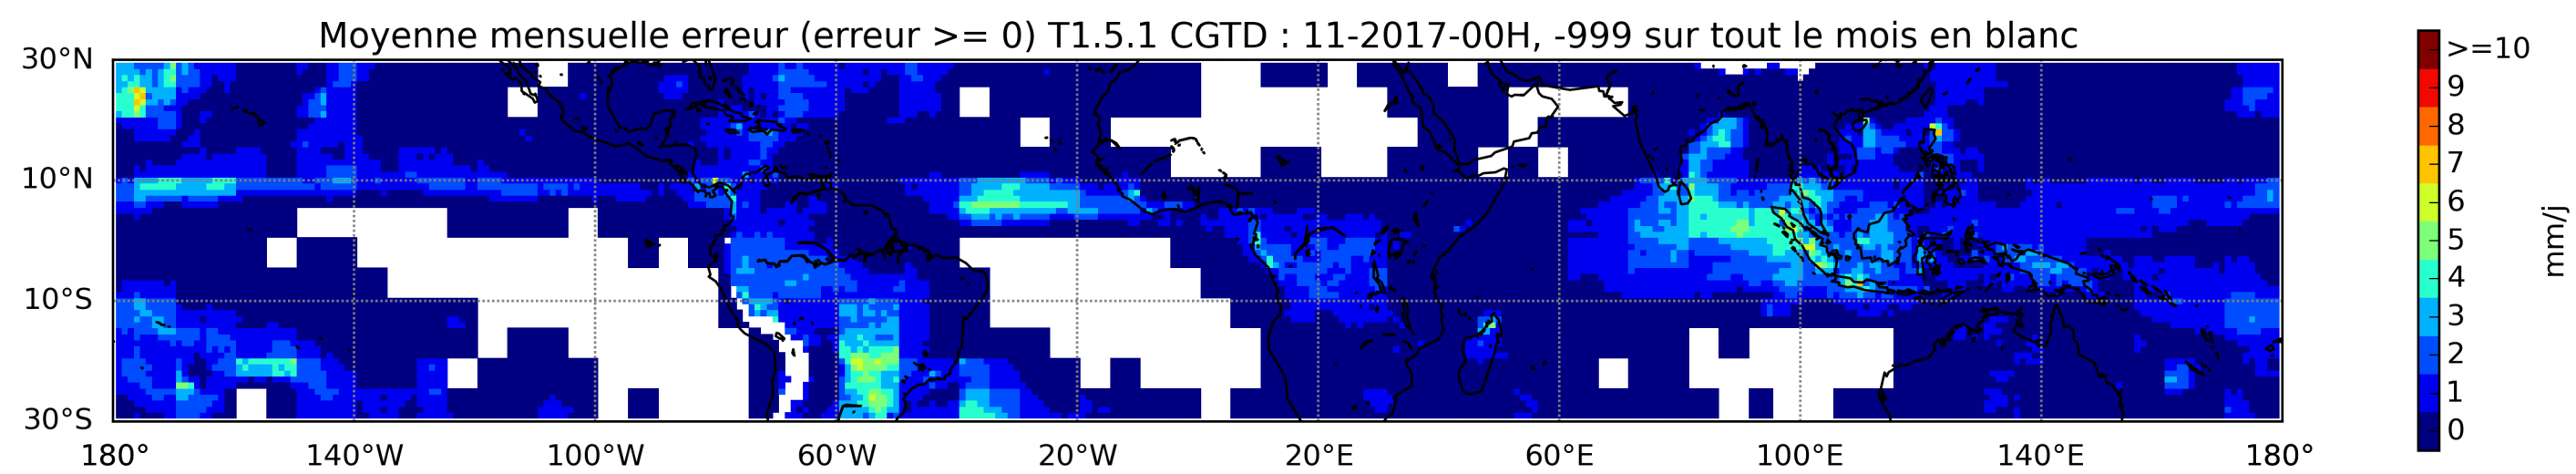 Moyenne mensuelle erreur (erreur >= 0) T1.5.1 CGTD : 11-2017-00H, -999 sur tout le mois en blanc
30°N
10°N
10°S
30°S
180° 140°W 100°W 60°W 20°W 20°E 60°E 100°E 140°E 180°
>=10
9
8
7
6
5
4
3
2
1
0
mm/j